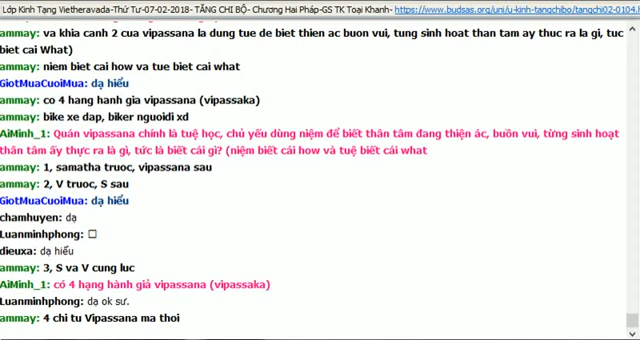 Lớp Kinh Tạng Vietheravada-Thứ Tư-07-02-2018- TĂNG CHI BỘ- Chương Hai Pháp-GS TK Toại Khanh- https://www.budsas.org/uni/u-kinh-tangchibo/tangchi02-0104.h
ammay: va khia canh 2 cua vipassana la dung tue de biet thien ac buon vui, tung sinh hoat than tam ay thuc ra la gi, tuc
biet cai What)
ammay: niem biet cai how va tue biet cai what
GiotMuaCuoiMua: dạ hiểu
ammay: co 4 hang hanh gia vipassana (vipassaka)
ammay: bike xe dap, biker nguoidi xd
AiMinh_1: Quán vipassana chính là tuệ học, chủ yếu dùng niệm để biết thân tâm đang thiện ác, buồn vui, từng sinh hoạt
thân tâm ấy thực ra là gì, tức là biết cái gì? (niệm biết cái how và tuệ biết cái what
ammay: 1, samatha truoc, vipassana sau
ammay: 2, V truoc, S sau
GiotMuaCuoiMua: dạ hiểu
chamhuyen: dạ
Luanminhphong: □
dieuxa: dạ hiểu
ammay: 3, S va V cung luc
AiMinh_1: có 4 hạng hành giả vipassana (vipassaka)
Luanminhphong: dạ ok sư.
ammay: 4 chi tu Vipassana ma thoi